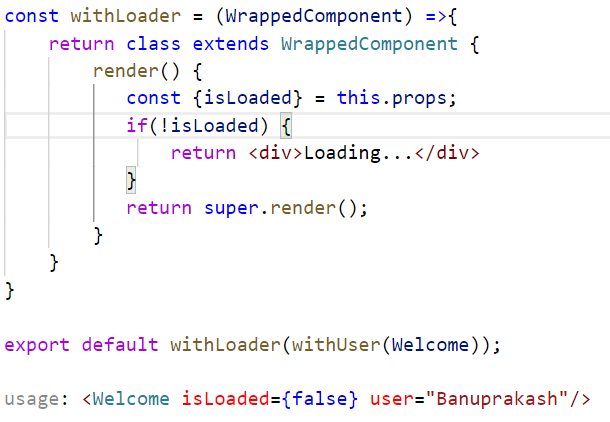 const withLoader = (WrappedComponent) =>{
    return class extends WrappedComponent {
        render() {
           const {isLoaded} = this.props;
           if(!isLoaded) {
               return <div>Loading...</div>
           }
           return super.render();
        }
    }
}
export default withLoader(withUser(Welcome));
usage: <Welcome isLoaded={false} user="Banuprakash"/>